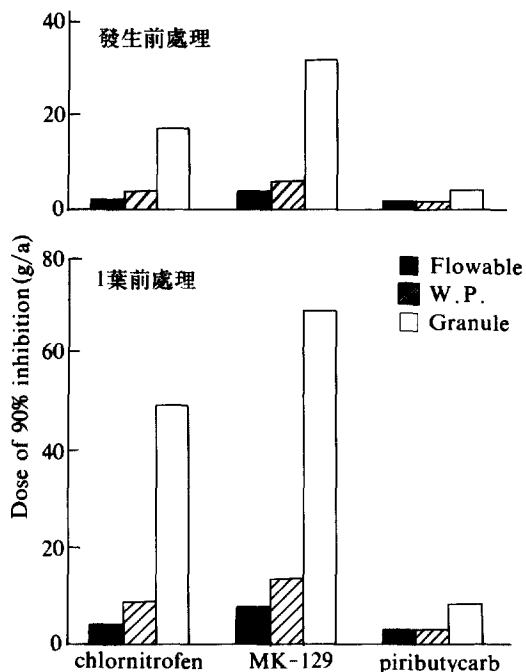 40
發生前處理
20
0
80
1葉前處理
Flowable
W.P.
Granule
60
40
20
0
Dose of 90% inhibition (g/a)
chlornitrofen
MK-129
piributycarb